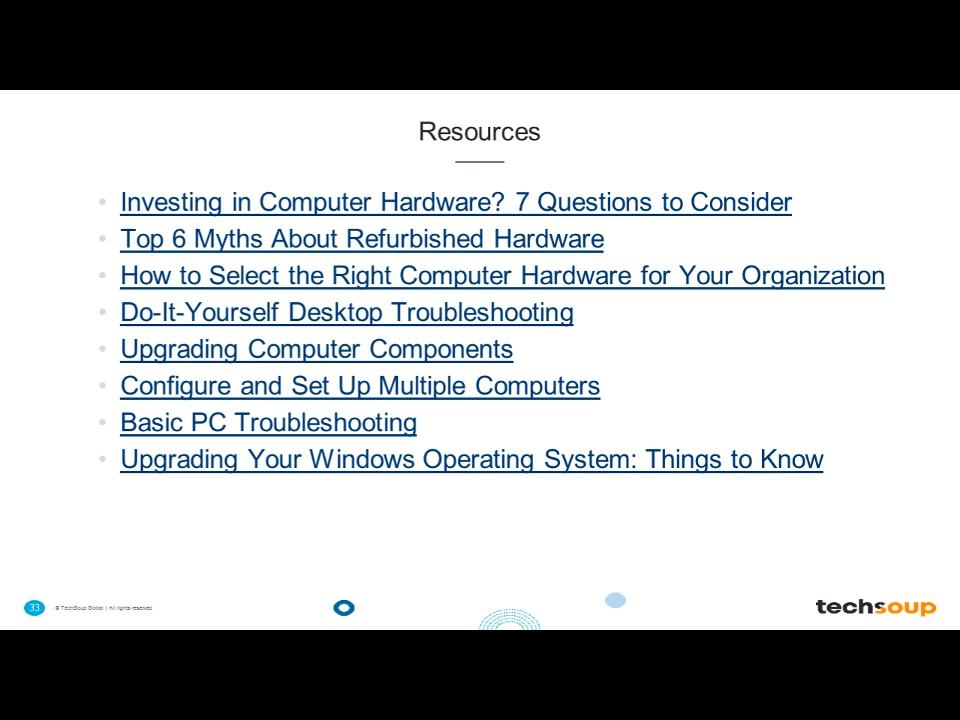 Resources
• Investing in Computer Hardware? 7 Questions to Consider
• Top 6 Myths About Refurbished Hardware
• How to Select the Right Computer Hardware for Your Organization
• Do-It-Yourself Desktop Troubleshooting
• Upgrading Computer Components
• Configure and Set Up Multiple Computers
• Basic PC Troubleshooting
• Upgrading Your Windows Operating System: Things to Know
33 . © TechSoup Global | All rights reserved
techsoup